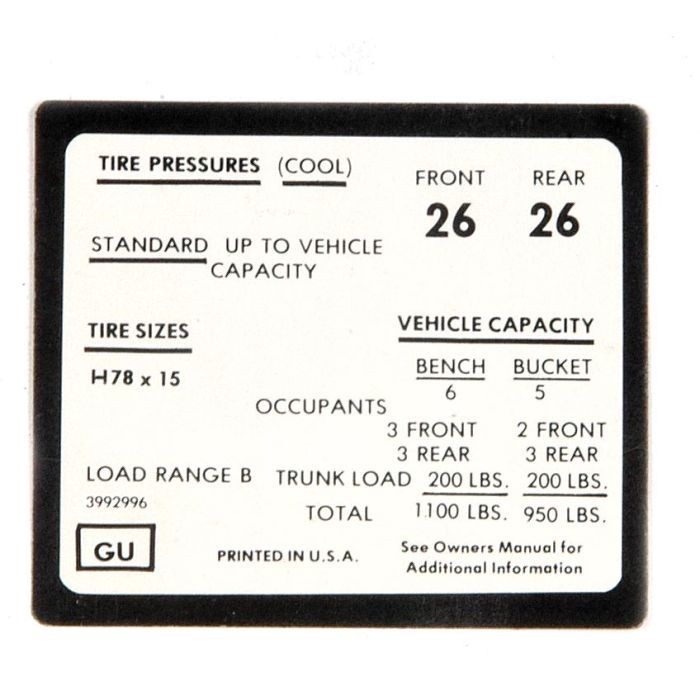 TIRE PRESSURES (COOL)
FRONT REAR
26 26
STANDARD UP TO VEHICLE
CAPACITY
TIRE SIZES
H78 x 15
VEHICLE CAPACITY
BENCH BUCKET
6 5
OCCUPANTS
3 FRONT 2 FRONT
3 REAR 3 REAR
LOAD RANGE B TRUNK LOAD 200 LBS. 200 LBS.
3992996
TOTAL 1100 LBS. 950 LBS.
GU
PRINTED IN U.S.A.
See Owners Manual for
Additional Information